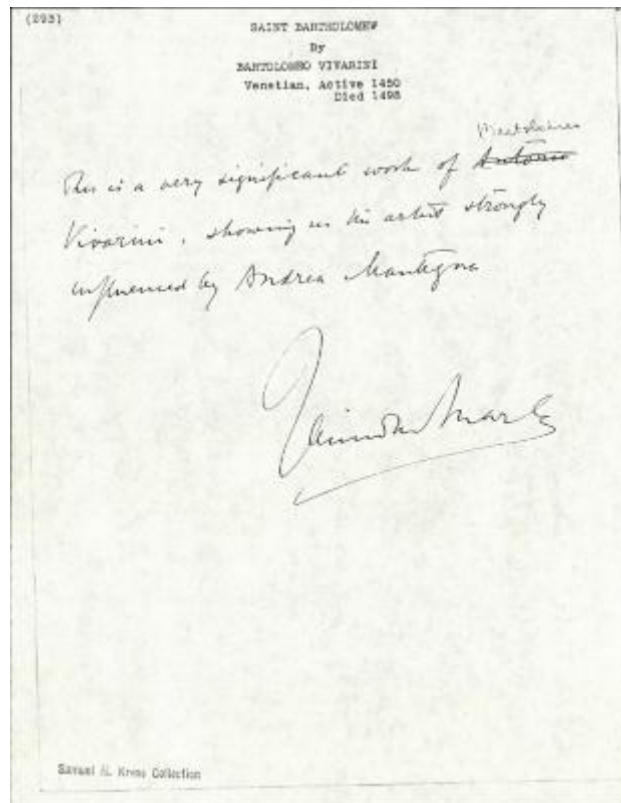 (293)
SAINT BARTHOLOMEW
By
BARTOLOMEO VIVARINI
Venetian, Active 1450
Died 1498
This is a very significant work of Antonio
Vivarini, showing us the artist strongly
influenced by Andrea Mantegna
Samuel H. Kress Collection